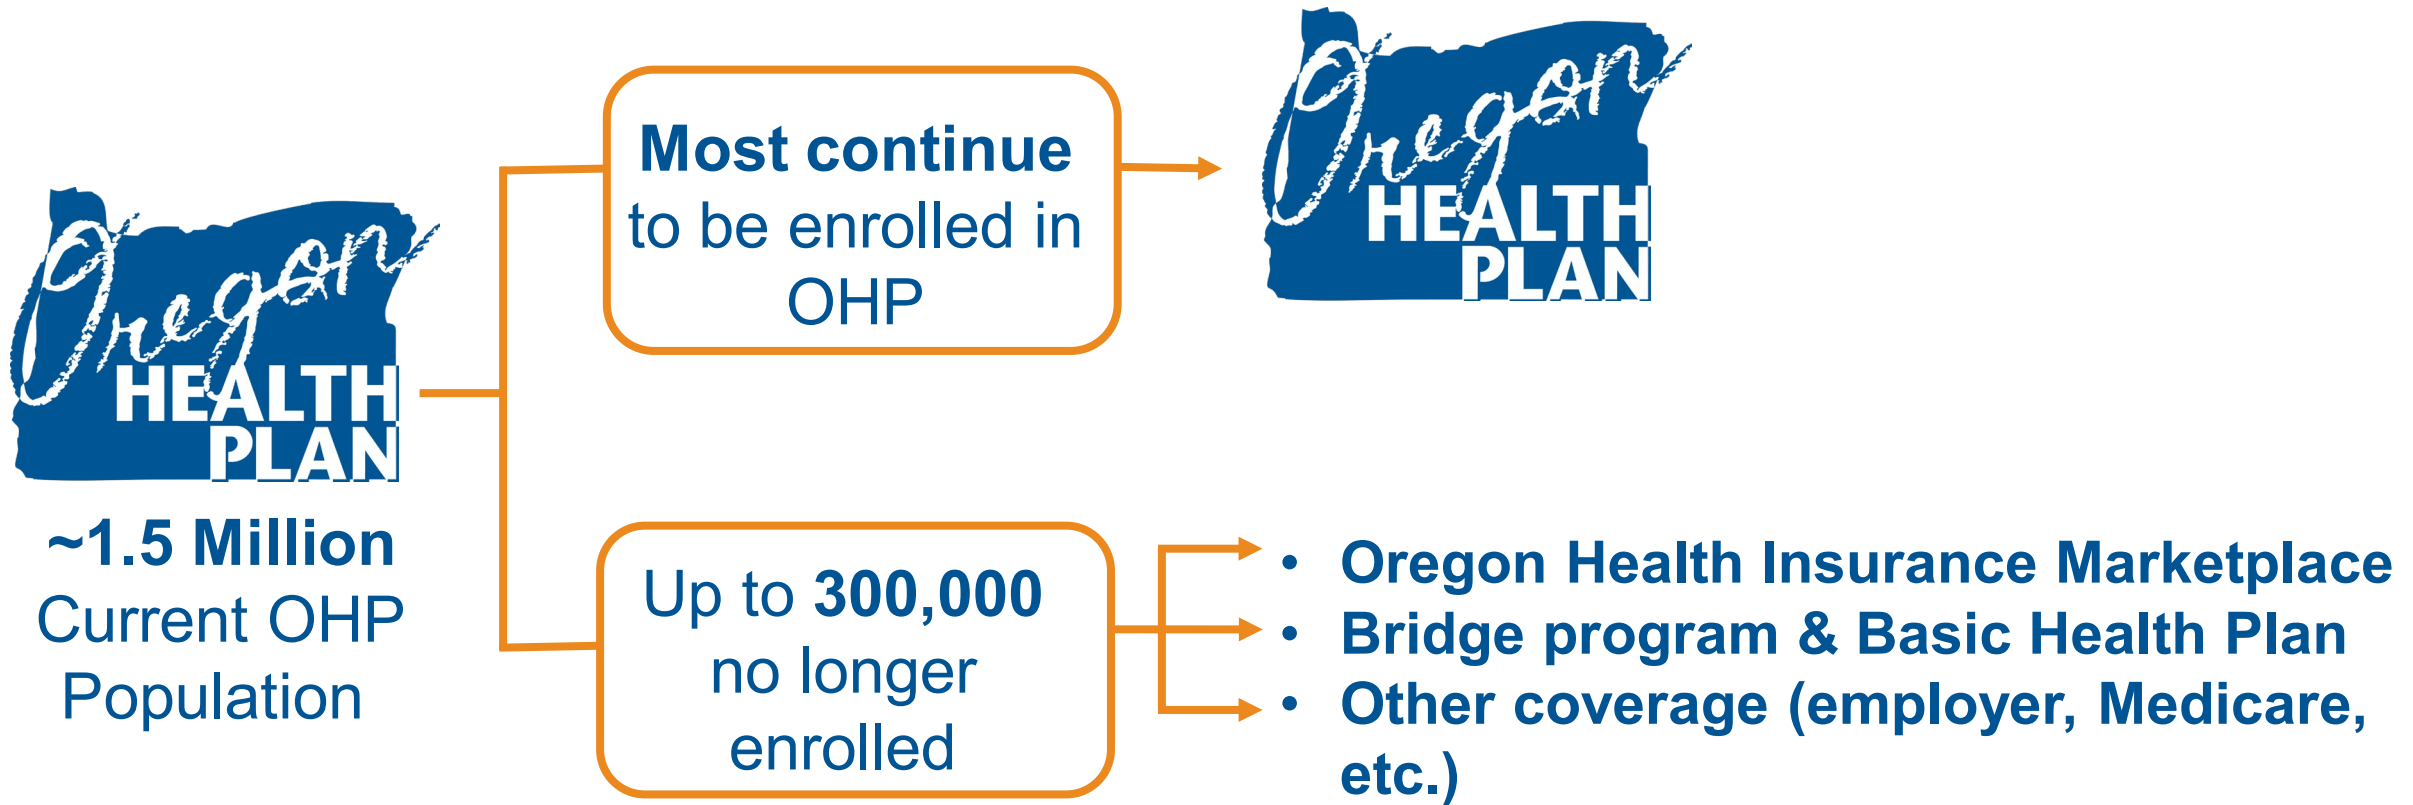 Oregon
HEALTH
PLAN
~1.5 Million
Current OHP
Population
Most continue
to be enrolled in
OHP
Oregon
HEALTH
PLAN
Up to 300,000
no longer
enrolled
• Oregon Health Insurance Marketplace
• Bridge program & Basic Health Plan
• Other coverage (employer, Medicare,
etc.)